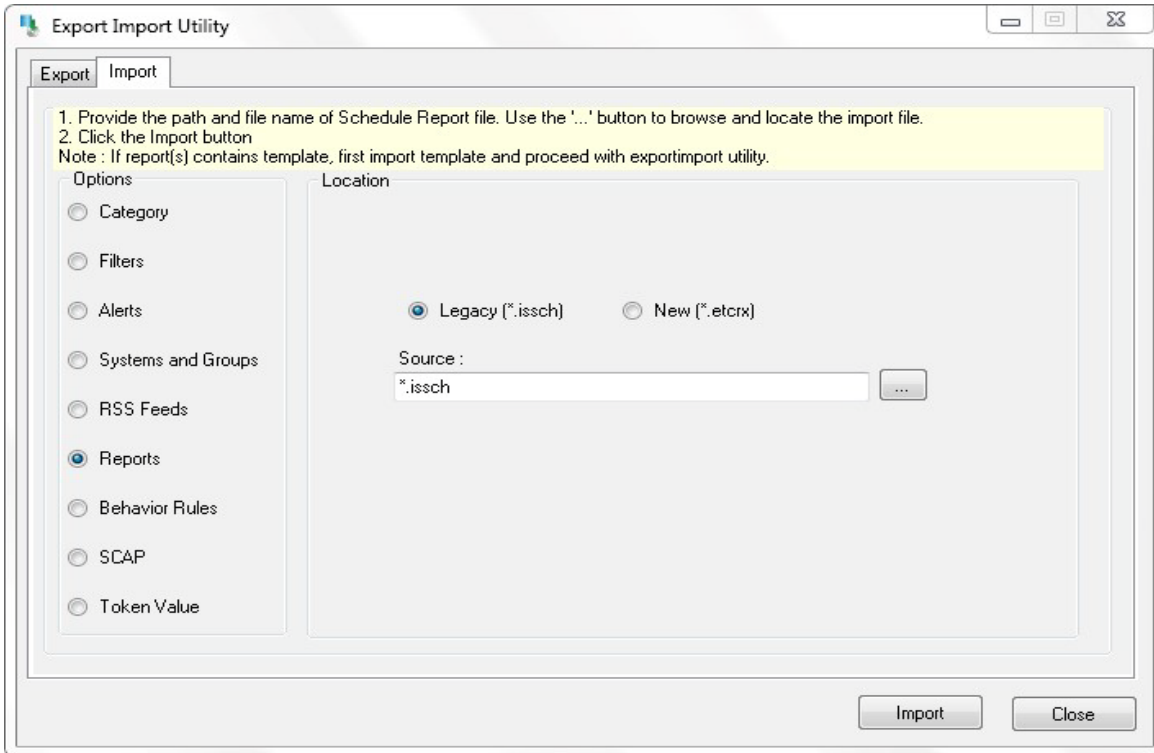 Export Import Utility
Export
Import
1. Provide the path and file name of Schedule Report file. Use the '...' button to browse and locate the import file.
2. Click the Import button
Note : If report(s) contains template, first import template and proceed with exportimport utility.
Options
Location
Category
Filters
Alerts
Systems and Groups
RSS Feeds
Reports
Behavior Rules
SCAP
Token Value
Legacy (*.issch)
New (*.etcrx)
Source :
*.issch
...
Import
Close